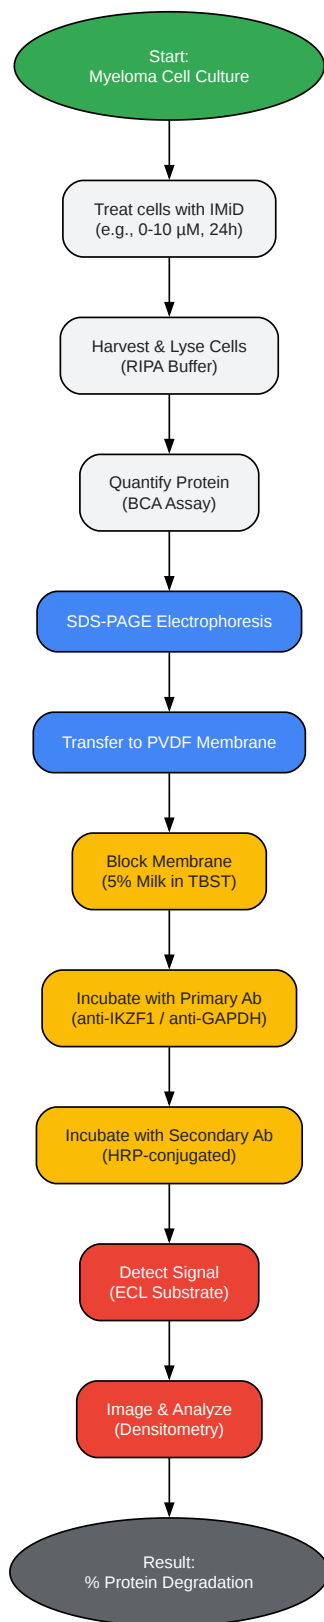 Start:
Myeloma Cell Culture
Treat cells with IMiD
(e.g., 0-10 µM, 24h)
Harvest & Lyse Cells
(RIPA Buffer)
Quantify Protein
(BCA Assay)
SDS-PAGE Electrophoresis
Transfer to PVDF Membrane
Block Membrane
(5% Milk in TBST)
Incubate with Primary Ab
(anti-IKZF1 / anti-GAPDH)
Incubate with Secondary Ab
(HRP-conjugated)
Detect Signal
(ECL Substrate)
Image & Analyze
(Densitometry)
Result:
% Protein Degradation